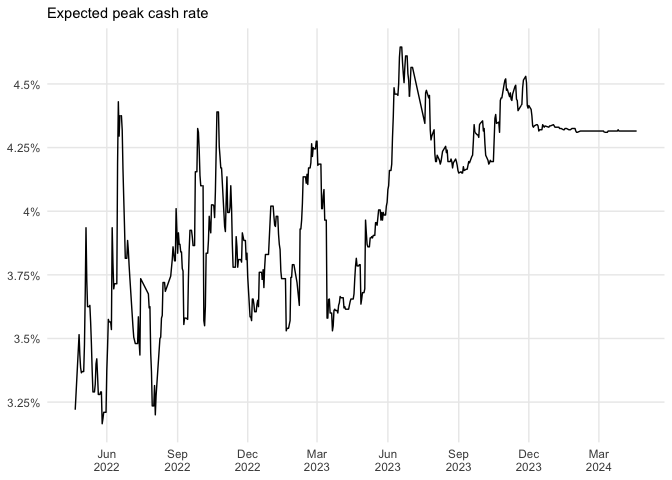 Expected peak cash rate
4.5%
4.25%
4%
3.75%
3.5%
3.25%
Jun Sep Dec Mar Jun Sep Dec Mar
2022 2022 2022 2023 2023 2023 2023 2024